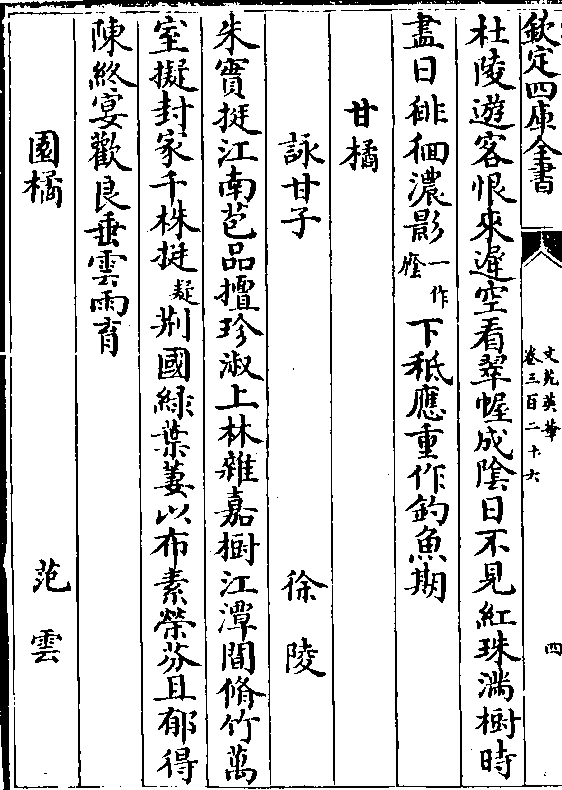 欽定四庫全書
文苑英華
卷三百二十六
四
杜陵遊客恨來遲空看翠幄成陰日不見紅珠滿樹時
盡日徘徊濃影一作下秪應重作釣魚期
甘橘
詠甘子 徐陵
朱實挺江南苞品擅珍淑上林雜嘉樹江潭間脩竹萬
室擬封家千株挺疑荆國緑葉萋以布素榮芬且郁得
陳終宴歡良垂雲雨育
園橘 范雲